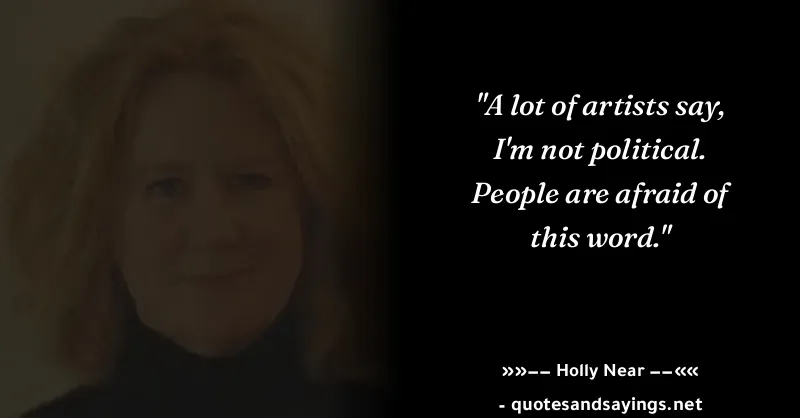 "A lot of artists say,
I'm not political.
People are afraid of
this word."
»»−− Holly Near −−««
- quotesandsayings.net